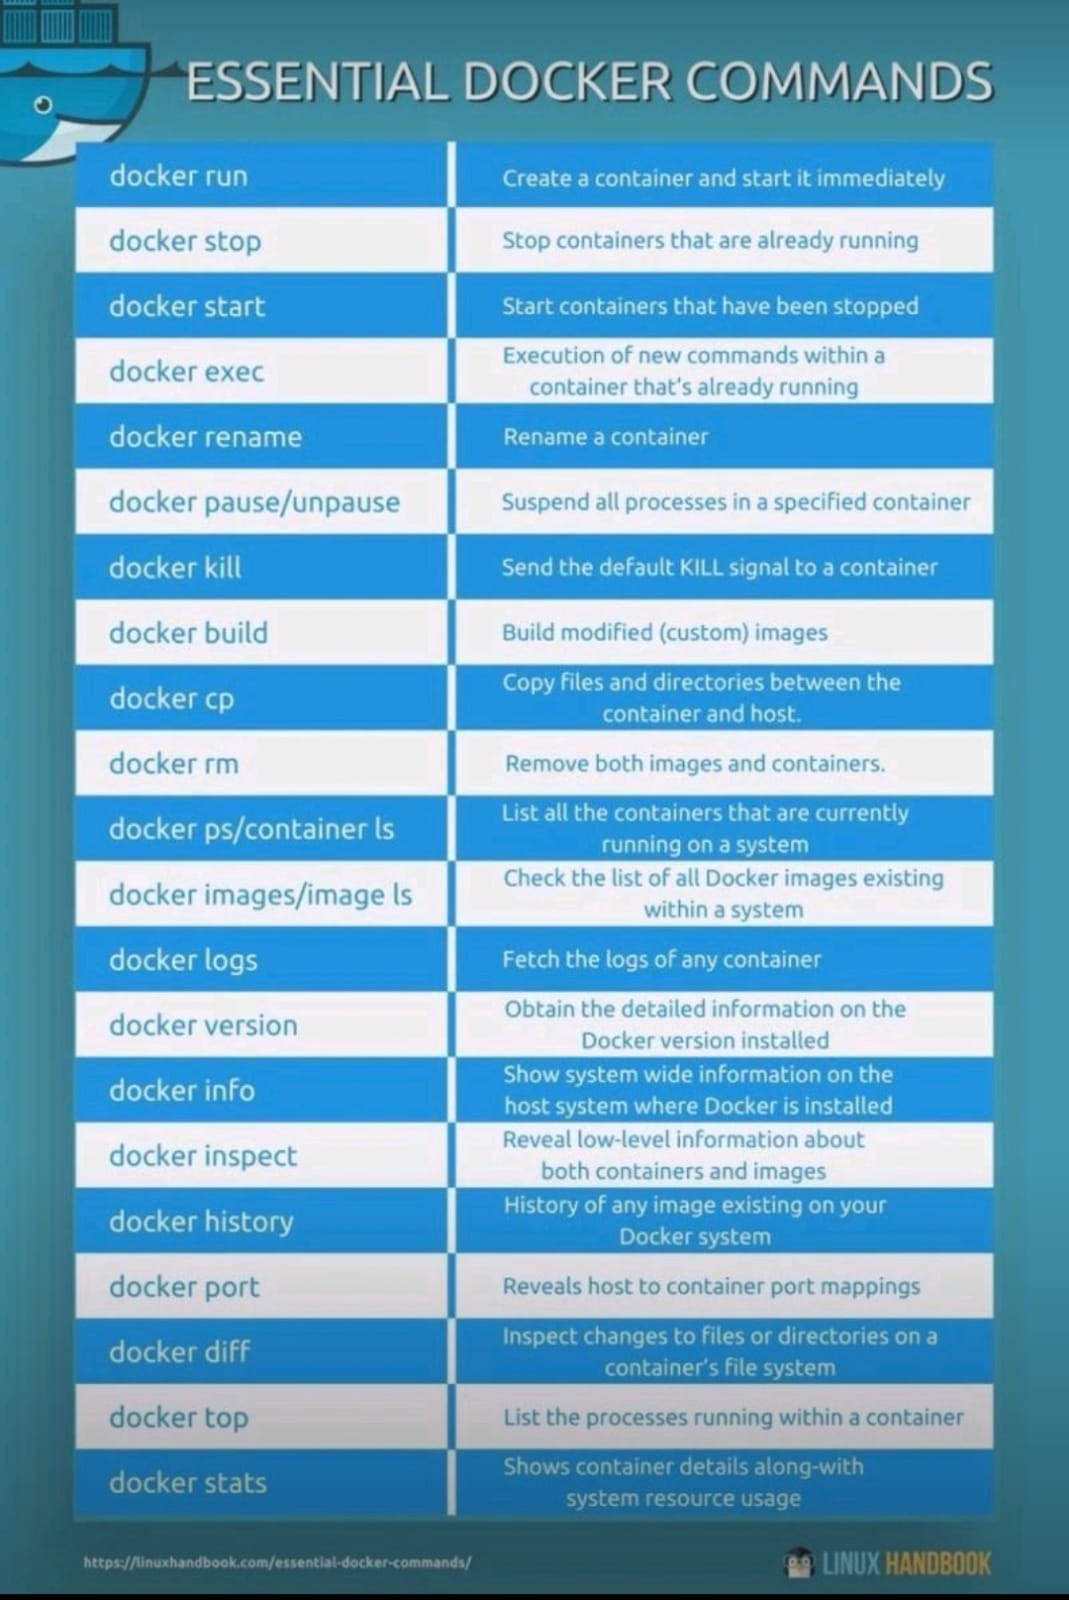 ESSENTIAL DOCKER COMMANDS
docker run
Create a container and start it immediately
docker stop
Stop containers that are already running
docker start
Start containers that have been stopped
docker exec
Execution of new commands within a
container that's already running
docker rename
Rename a container
docker pause/unpause
Suspend all processes in a specified container
docker kill
Send the default KILL signal to a container
docker build
Build modified (custom) images
docker cp
Copy files and directories between the
container and host.
docker rm
Remove both images and containers.
docker ps/container ls
List all the containers that are currently
running on a system
docker images/image ls
Check the list of all Docker images existing
within a system
docker logs
Fetch the logs of any container
docker version
Obtain the detailed information on the
Docker version installed
docker info
Show system wide information on the
host system where Docker is installed
docker inspect
Reveal low-level information about
both containers and images
docker history
History of any image existing on your
Docker system
docker port
Reveals host to container port mappings
docker diff
Inspect changes to files or directories on a
container's file system
docker top
List the processes running within a container
docker stats
Shows container details along-with
system resource usage
https://linuxhandbook.com/essential-docker-commands/
LINUX HANDBOOK